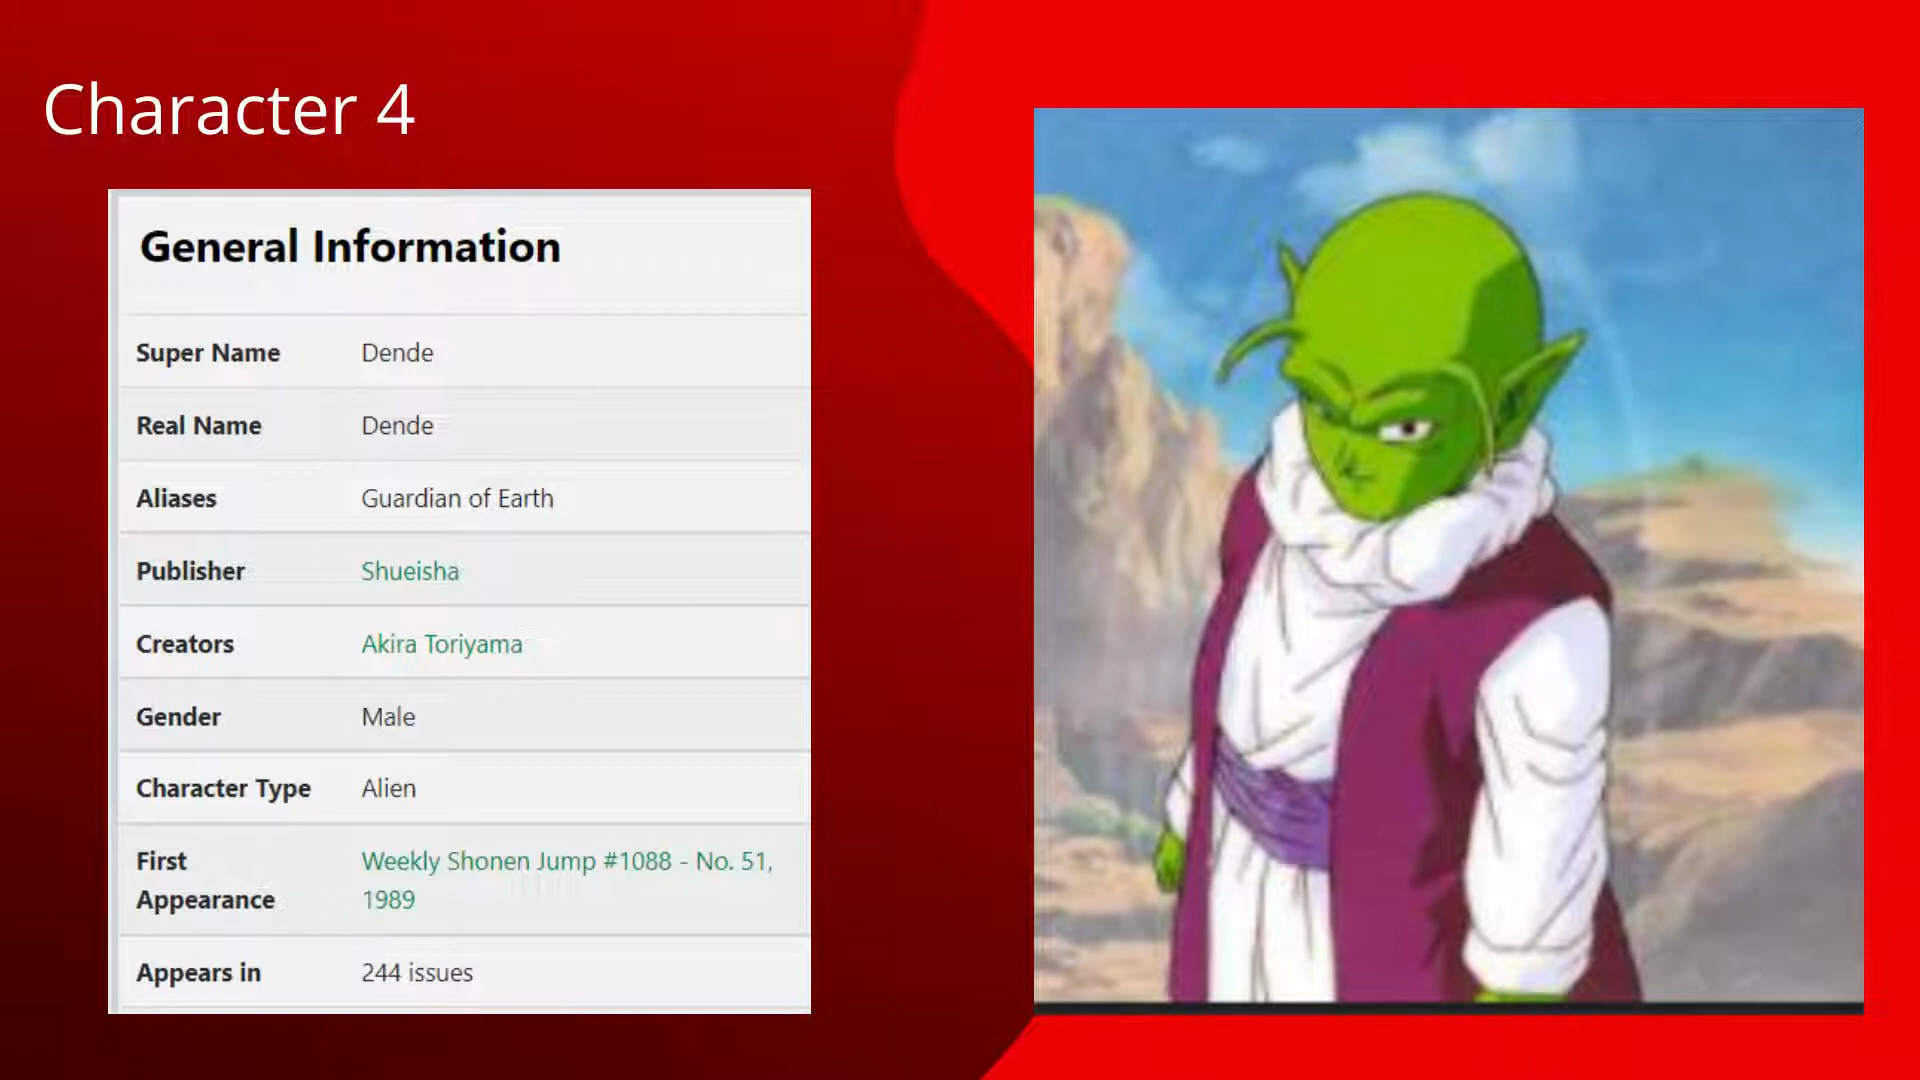 Character 4
General Information
Super Name Dende
Real Name Dende
Aliases Guardian of Earth
Publisher Shueisha
Creators Akira Toriyama
Gender Male
Character Type Alien
First Appearance Weekly Shonen Jump #1088 - No. 51, 1989
Appears in 244 issues